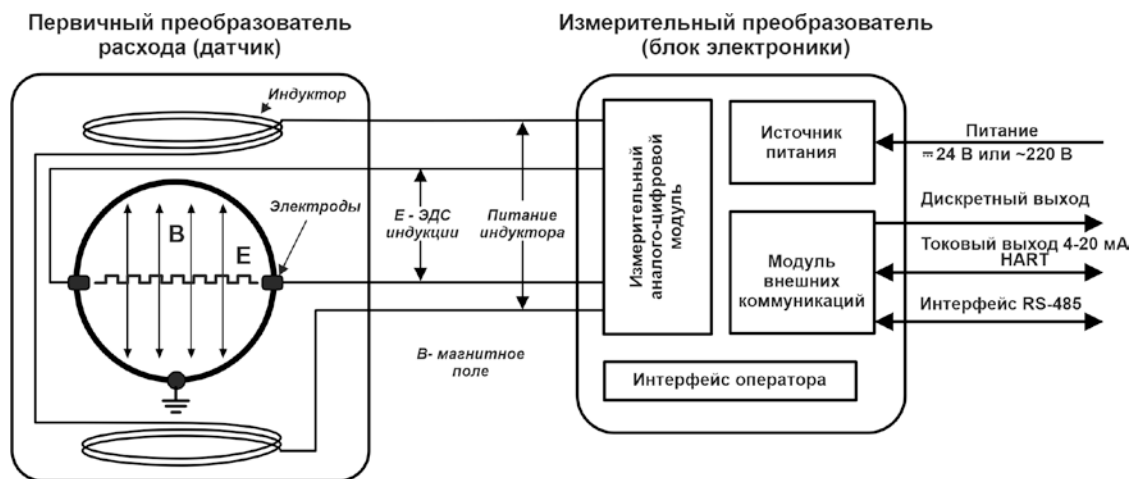 Первичный преобразователь
расхода (датчик)
Измерительный преобразователь
(блок электроники)
Индуктор
Электроды
B
E
E - ЭДС
индукции
Питание
индуктора
B- магнитное
поле
Измерительный
аналого-цифровой
модуль
Источник
питания
Модуль
внешних
коммуникаций
Интерфейс оператора
Питание
⎓ 24 В или ~220 В
Дискретный выход
Токовый выход 4-20 мА
HART
Интерфейс RS-485